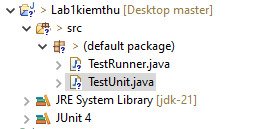 Lab1kiemthu [Desktop master]
src
(default package)
TestRunner.java
TestUnit.java
JRE System Library [jdk-21]
JUnit 4